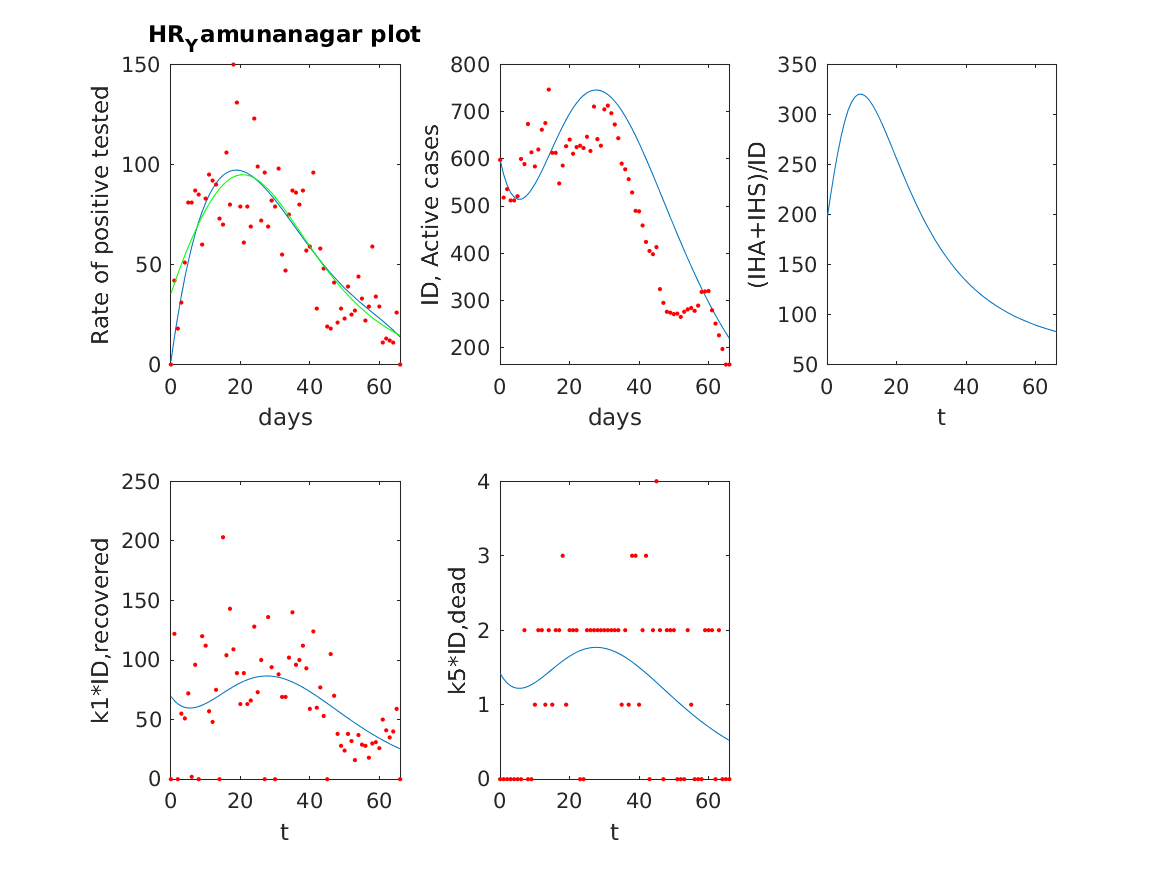 HR_Yamunanagar plot
150
100
50
0
Rate of positive tested
0 20 40 60
days
800
700
600
500
400
300
200
ID, Active cases
0 20 40 60
days
350
300
250
200
150
100
50
(IHA+IHS)/ID
0 20 40 60
t
250
200
150
100
50
0
k1*ID,recovered
0 20 40 60
t
4
3
2
1
0
k5*ID,dead
0 20 40 60
t